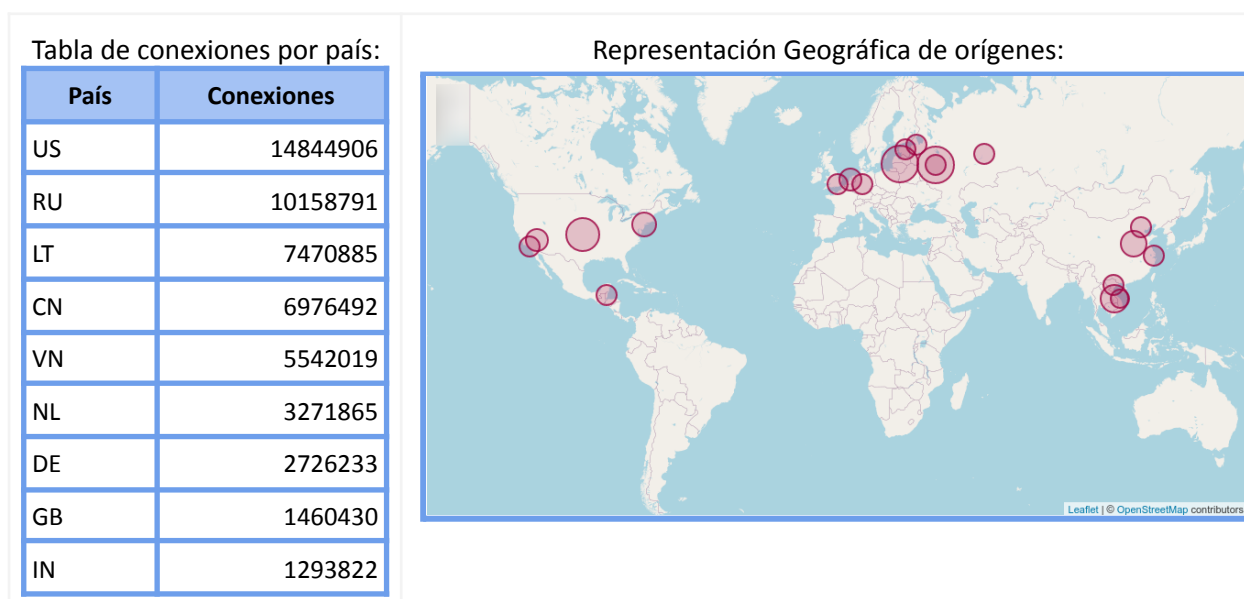 Tabla de conexiones por país:
País Conexiones
US 14844906
RU 10158791
LT 7470885
CN 6976492
VN 5542019
NL 3271865
DE 2726233
GB 1460430
IN 1293822
Representación Geográfica de orígenes:
Leaflet | © OpenStreetMap contributors